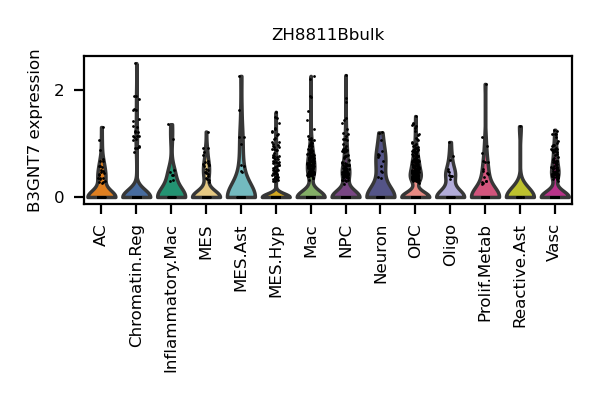 ZH8811Bbulk
B3GNT7 expression
2
0
AC
Chromatin.Reg
Inflammatory.Mac
MES
MES.Ast
MES.Hyp
Mac
NPC
Neuron
OPC
Oligo
Prolif.Metab
Reactive.Ast
Vasc